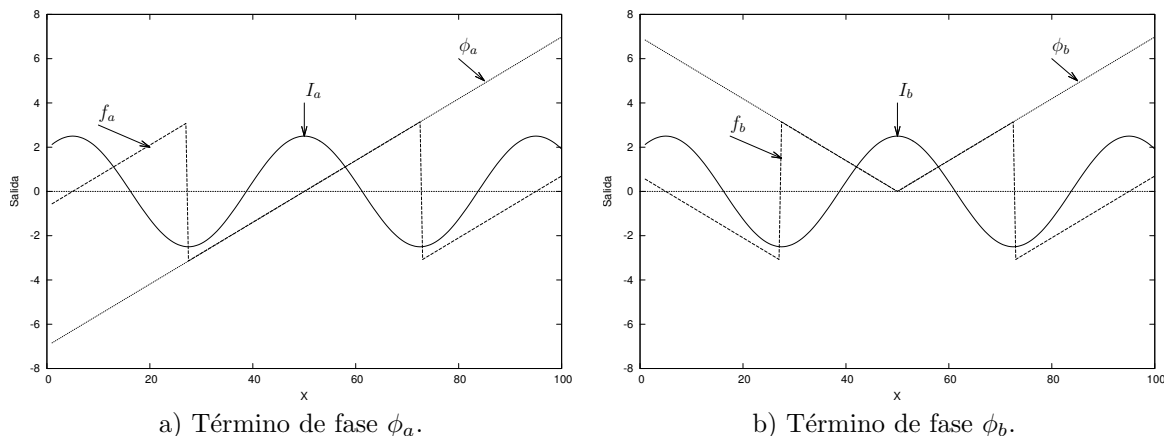 8
6
4
2
0
-2
-4
-6
-8
Salida
0
20
40
60
80
100
X
f_a
I_a
ϕ_a
a) Término de fase ϕ_a.
8
6
4
2
0
-2
-4
-6
-8
Salida
0
20
40
60
80
100
X
f_b
I_b
ϕ_b
b) Término de fase ϕ_b.